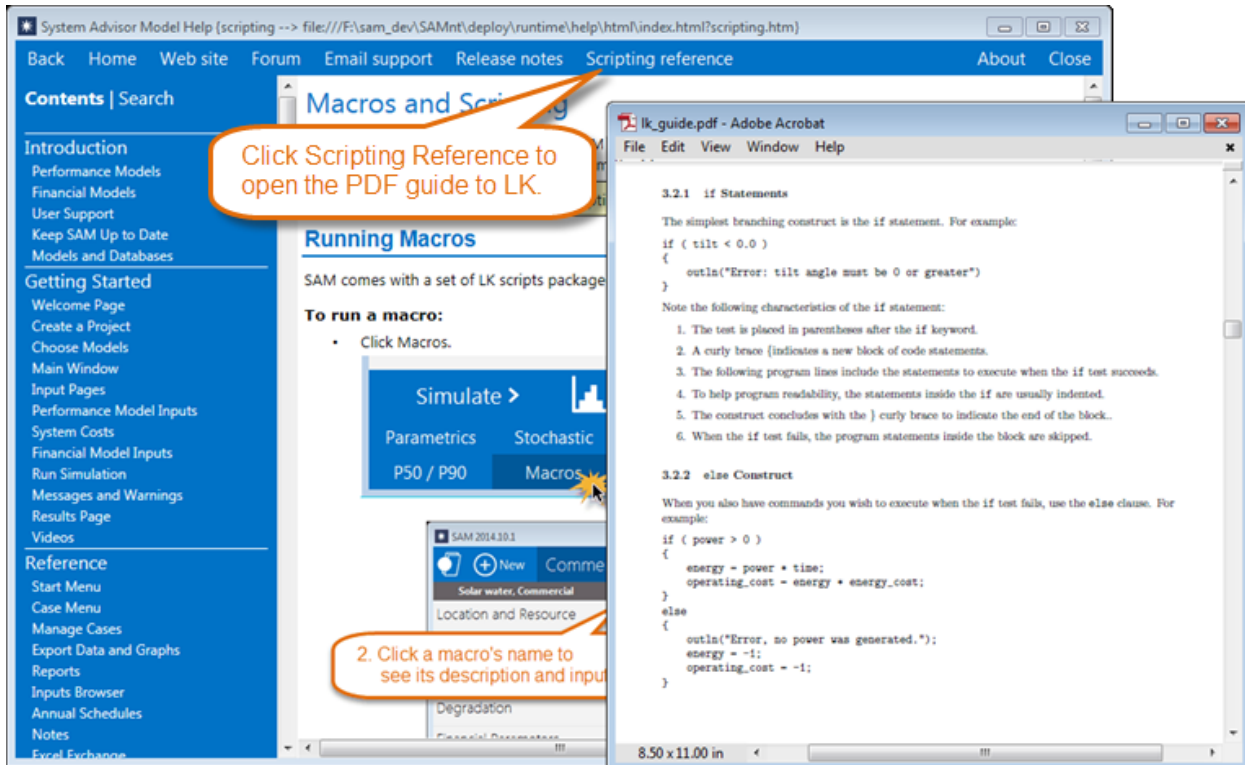 System Advisor Model Help {scripting --> file:///F:\sam_dev\SAMnt\deploy\runtime\help\html\index.html?scripting.htm}
Back Home Web site Forum Email support Release notes Scripting reference About Close
Contents | Search
Introduction
Performance Models
Financial Models
User Support
Keep SAM Up to Date
Models and Databases
Getting Started
Welcome Page
Create a Project
Choose Models
Main Window
Input Pages
Performance Model Inputs
System Costs
Financial Model Inputs
Run Simulation
Messages and Warnings
Results Page
Videos
Reference
Start Menu
Case Menu
Manage Cases
Export Data and Graphs
Reports
Inputs Browser
Annual Schedules
Notes
Excel Exchange
Macros and Scripting
Click Scripting Reference to
open the PDF guide to LK.
Running Macros
SAM comes with a set of LK scripts package
To run a macro:
• Click Macros.
Simulate >
Parametrics Stochastic
P50 / P90 Macros
SAM 2014.10.1
New Comme
Solar water, Commercial
Location and Resource
2. Click a macro's name to
see its description and input
Degradation
Financial Parameters
lk_guide.pdf - Adobe Acrobat
File Edit View Window Help
3.2.1 if Statements
The simplest branching construct is the if statement. For example:
if ( tilt < 0.0 )
{
outln("Error: tilt angle must be 0 or greater")
}
Note the following characteristics of the if statement:
1. The test is placed in parentheses after the if keyword.
2. A curly brace {indicates a new block of code statements.
3. The following program lines include the statements to execute when the if test succeeds.
4. To help program readability, the statements inside the if are usually indented.
5. The construct concludes with the } curly brace to indicate the end of the block..
6. When the if test fails, the program statements inside the block are skipped.
3.2.2 else Construct
When you also have commands you wish to execute when the if test fails, use the else clause. For
example:
if ( power > 0 )
{
energy = power * time;
operating_cost = energy * energy_cost;
}
else
{
outln("Error, no power was generated.");
energy = -1;
operating_cost = -1;
}
8.50 x 11.00 in